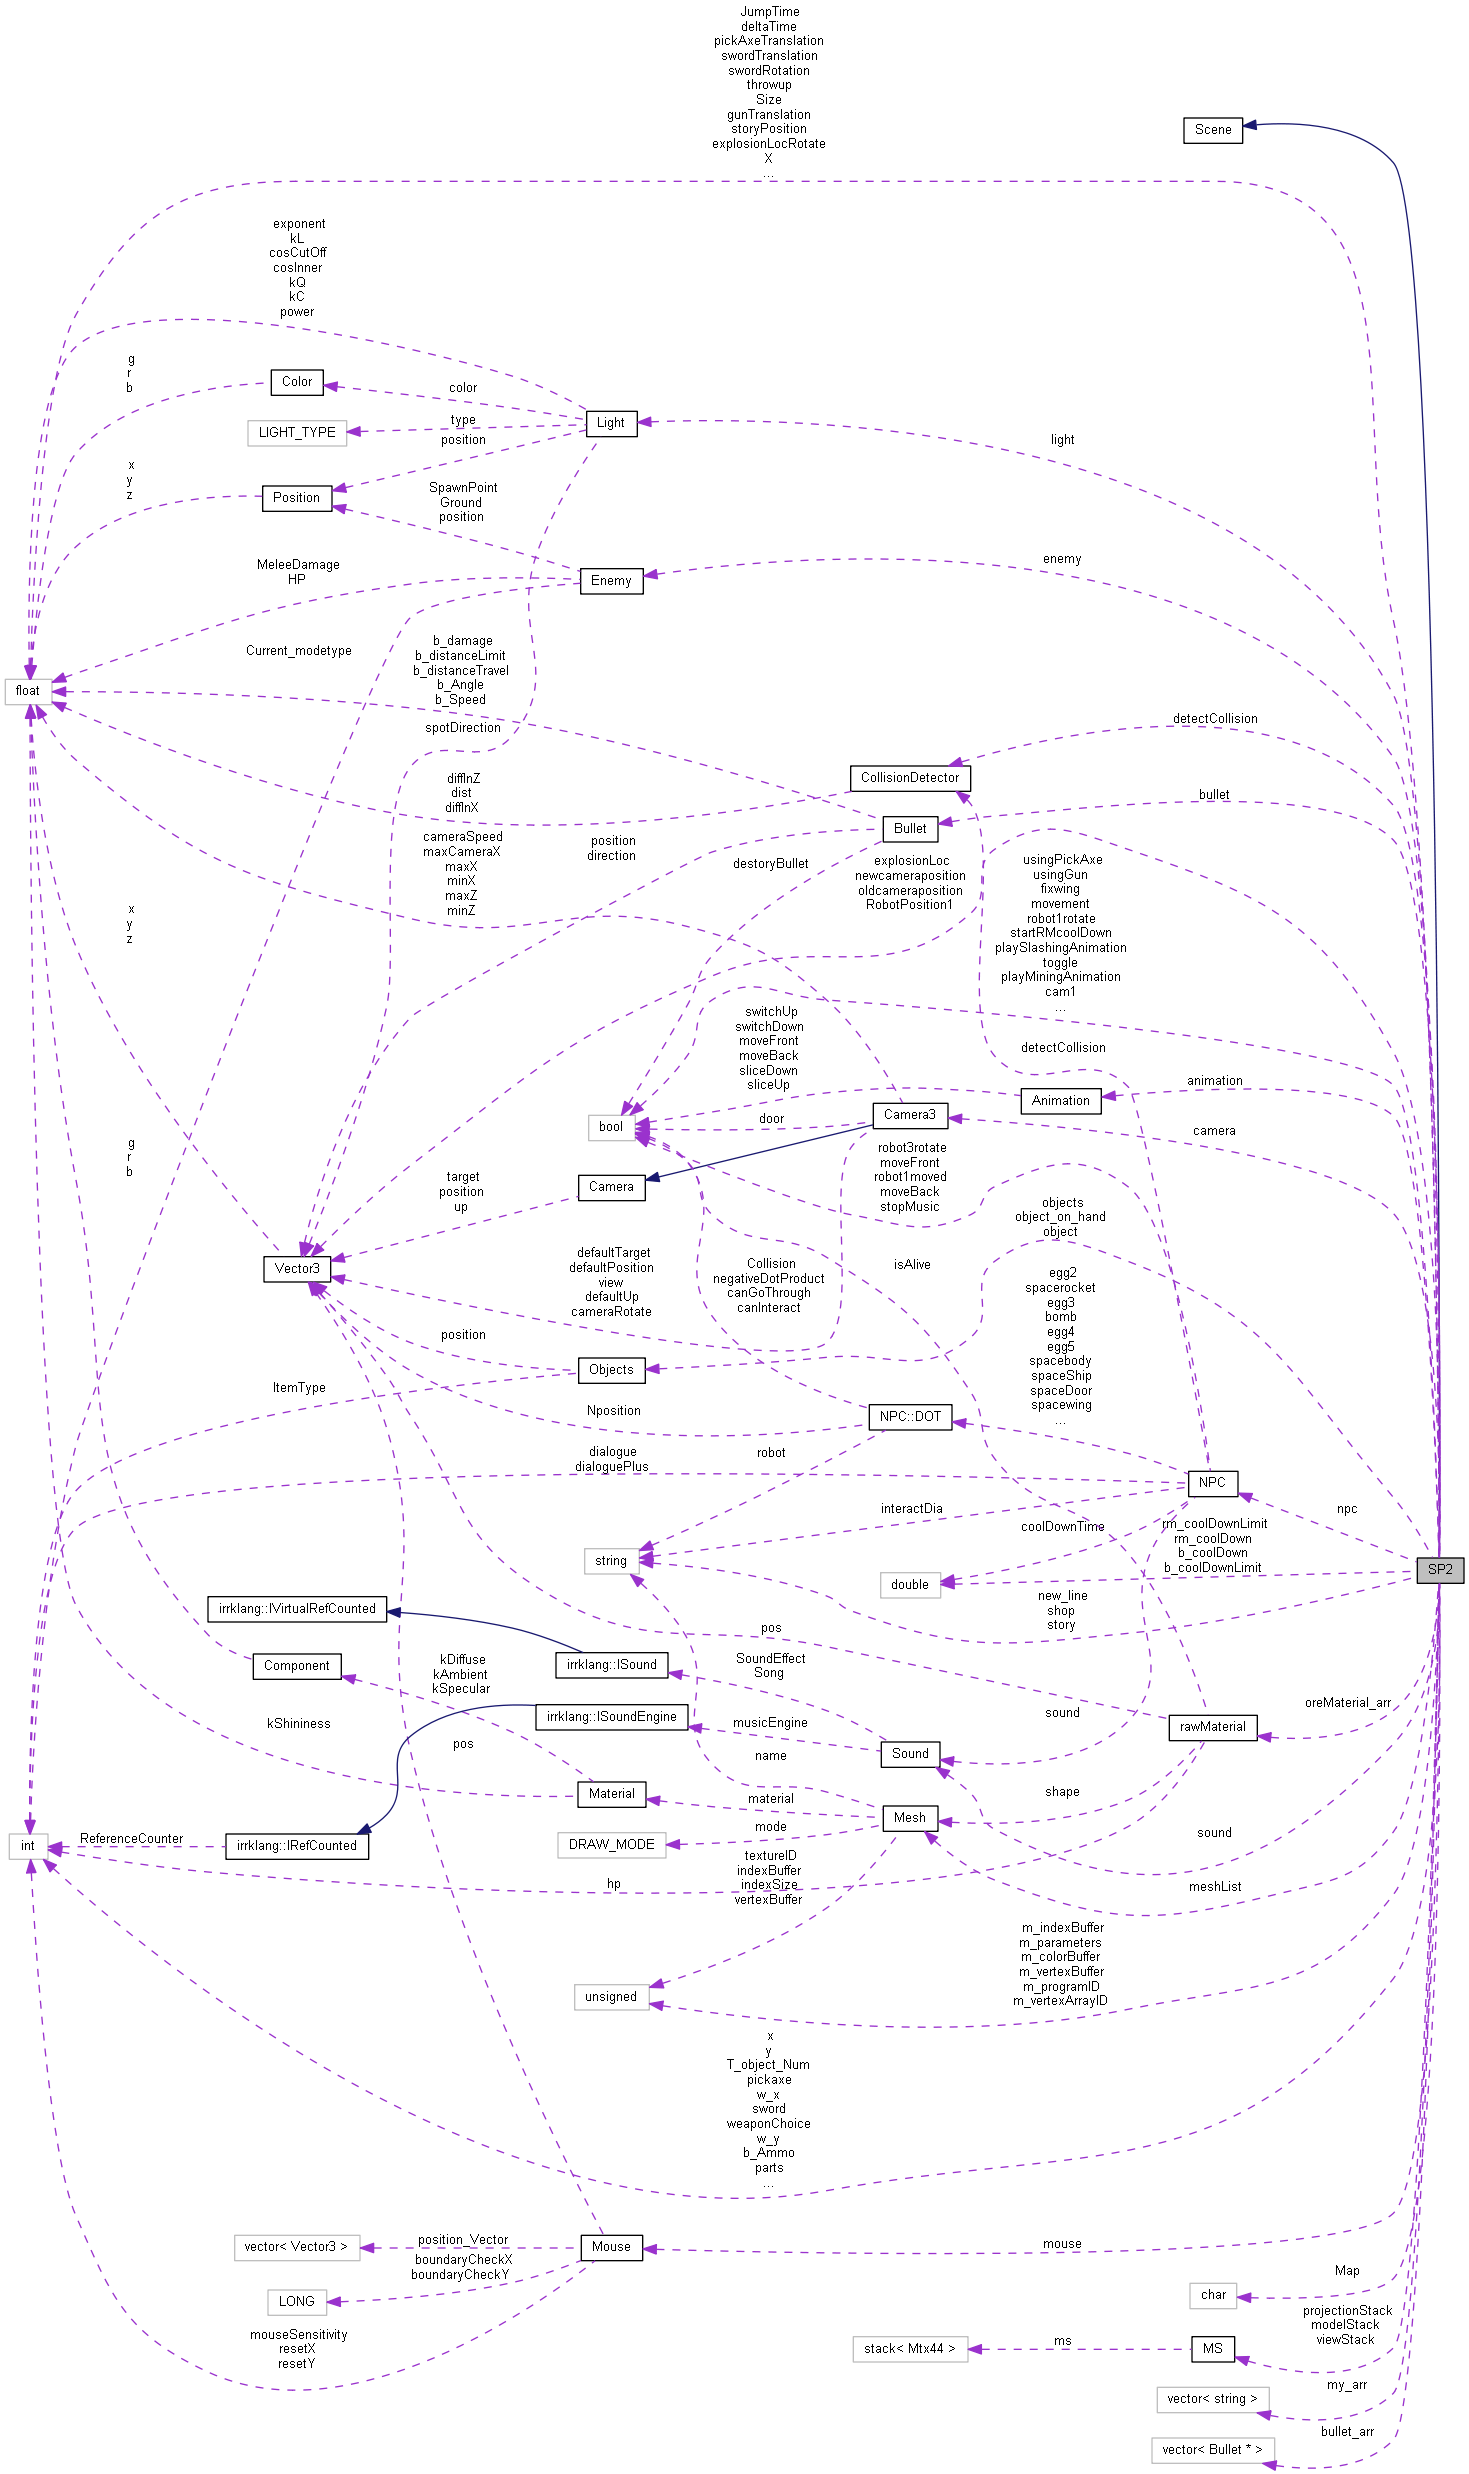 JumpTime
deltaTime
pickAxeTranslation
swordTranslation
swordRotation
throwup
Size
gunTranslation
storyPosition
explosionLocRotate
X
...
Scene
exponent
kL
cosCutOff
cosInner
kQ
kC
power
g
r
b
Color
color
Light
LIGHT_TYPE
type
position
light
x
y
z
Position
SpawnPoint
Ground
position
MeleeDamage
HP
Enemy
enemy
Current_modetype
b_damage
b_distanceLimit
b_distanceTravel
b_Angle
b_Speed
float
spotDirection
detectCollision
CollisionDetector
diffInZ
dist
diffInX
bullet
Bullet
cameraSpeed
maxCameraX
maxX
minX
maxZ
minZ
position
direction
destoryBullet
explosionLoc
newcameraposition
oldcameraposition
RobotPosition1
usingPickAxe
usingGun
fixwing
movement
robot1rotate
startRMcoolDown
playSlashingAnimation
toggle
playMiningAnimation
cam1
...
x
y
z
switchUp
switchDown
moveFront
moveBack
sliceDown
sliceUp
detectCollision
Animation
animation
bool
door
Camera3
camera
g
r
b
Camera
target
position
up
robot3rotate
moveFront
robot1moved
moveBack
stopMusic
objects
object_on_hand
object
Vector3
defaultTarget
defaultPosition
view
defaultUp
cameraRotate
Collision
negativeDotProduct
canGoThrough
canInteract
isAlive
egg2
spacerocket
egg3
bomb
egg4
egg5
spacebody
spaceShip
spaceDoor
spacewing
...
position
Objects
ItemType
Nposition
NPC::DOT
dialogue
dialoguePlus
robot
NPC
npc
interactDia
coolDownTime
rm_coolDownLimit
rm_coolDown
b_coolDown
b_coolDownLimit
string
double
SP2
new_line
shop
story
irrklang::IVirtualRefCounted
pos
Component
kDiffuse
kAmbient
kSpecular
irrklang::ISound
SoundEffect
Song
irrklang::ISoundEngine
musicEngine
kShininess
pos
name
Sound
sound
rawMaterial
oreMaterial_arr
Material
material
Mesh
shape
int
ReferenceCounter
irrklang::IRefCounted
DRAW_MODE
mode
sound
hp
textureID
indexBuffer
indexSize
vertexBuffer
meshList
m_indexBuffer
m_parameters
m_colorBuffer
m_vertexBuffer
m_programID
m_vertexArrayID
unsigned
x
y
T_object_Num
pickaxe
w_x
sword
weaponChoice
w_y
b_Ammo
parts
...
vector< Vector3 >
position_Vector
Mouse
mouse
boundaryCheckX
boundaryCheckY
LONG
char
Map
mouseSensitivity
resetX
resetY
stack< Mtx44 >
ms
MS
projectionStack
modelStack
viewStack
vector< string >
my_arr
vector< Bullet * >
bullet_arr